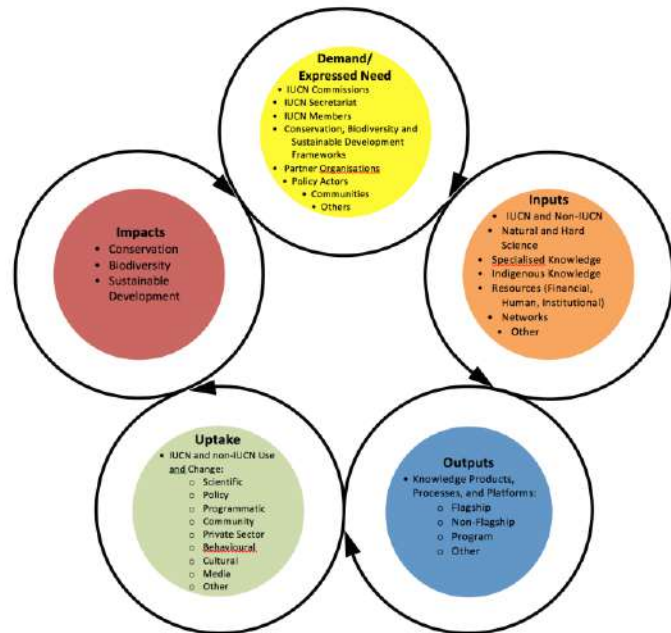 Demand/
Expressed Need
• IUCN Commissions
• IUCN Secretariat
• IUCN Members
• Conservation, Biodiversity and
Sustainable Development
Frameworks
• Partner Organisations
• Policy Actors
• Communities
• Others
Inputs
• IUCN and Non-IUCN
• Natural and Hard
Science
• Specialised Knowledge
• Indigenous Knowledge
• Resources (Financial,
Human, Institutional)
• Networks
• Other
Outputs
• Knowledge Products,
Processes, and Platforms:
o Flagship
o Non-Flagship
o Program
o Other
Uptake
• IUCN and non-IUCN Use
and Change:
o Scientific
o Policy
o Programmatic
o Community
o Private Sector
o Behavioural
o Cultural
o Media
o Other
Impacts
• Conservation
• Biodiversity
• Sustainable
Development